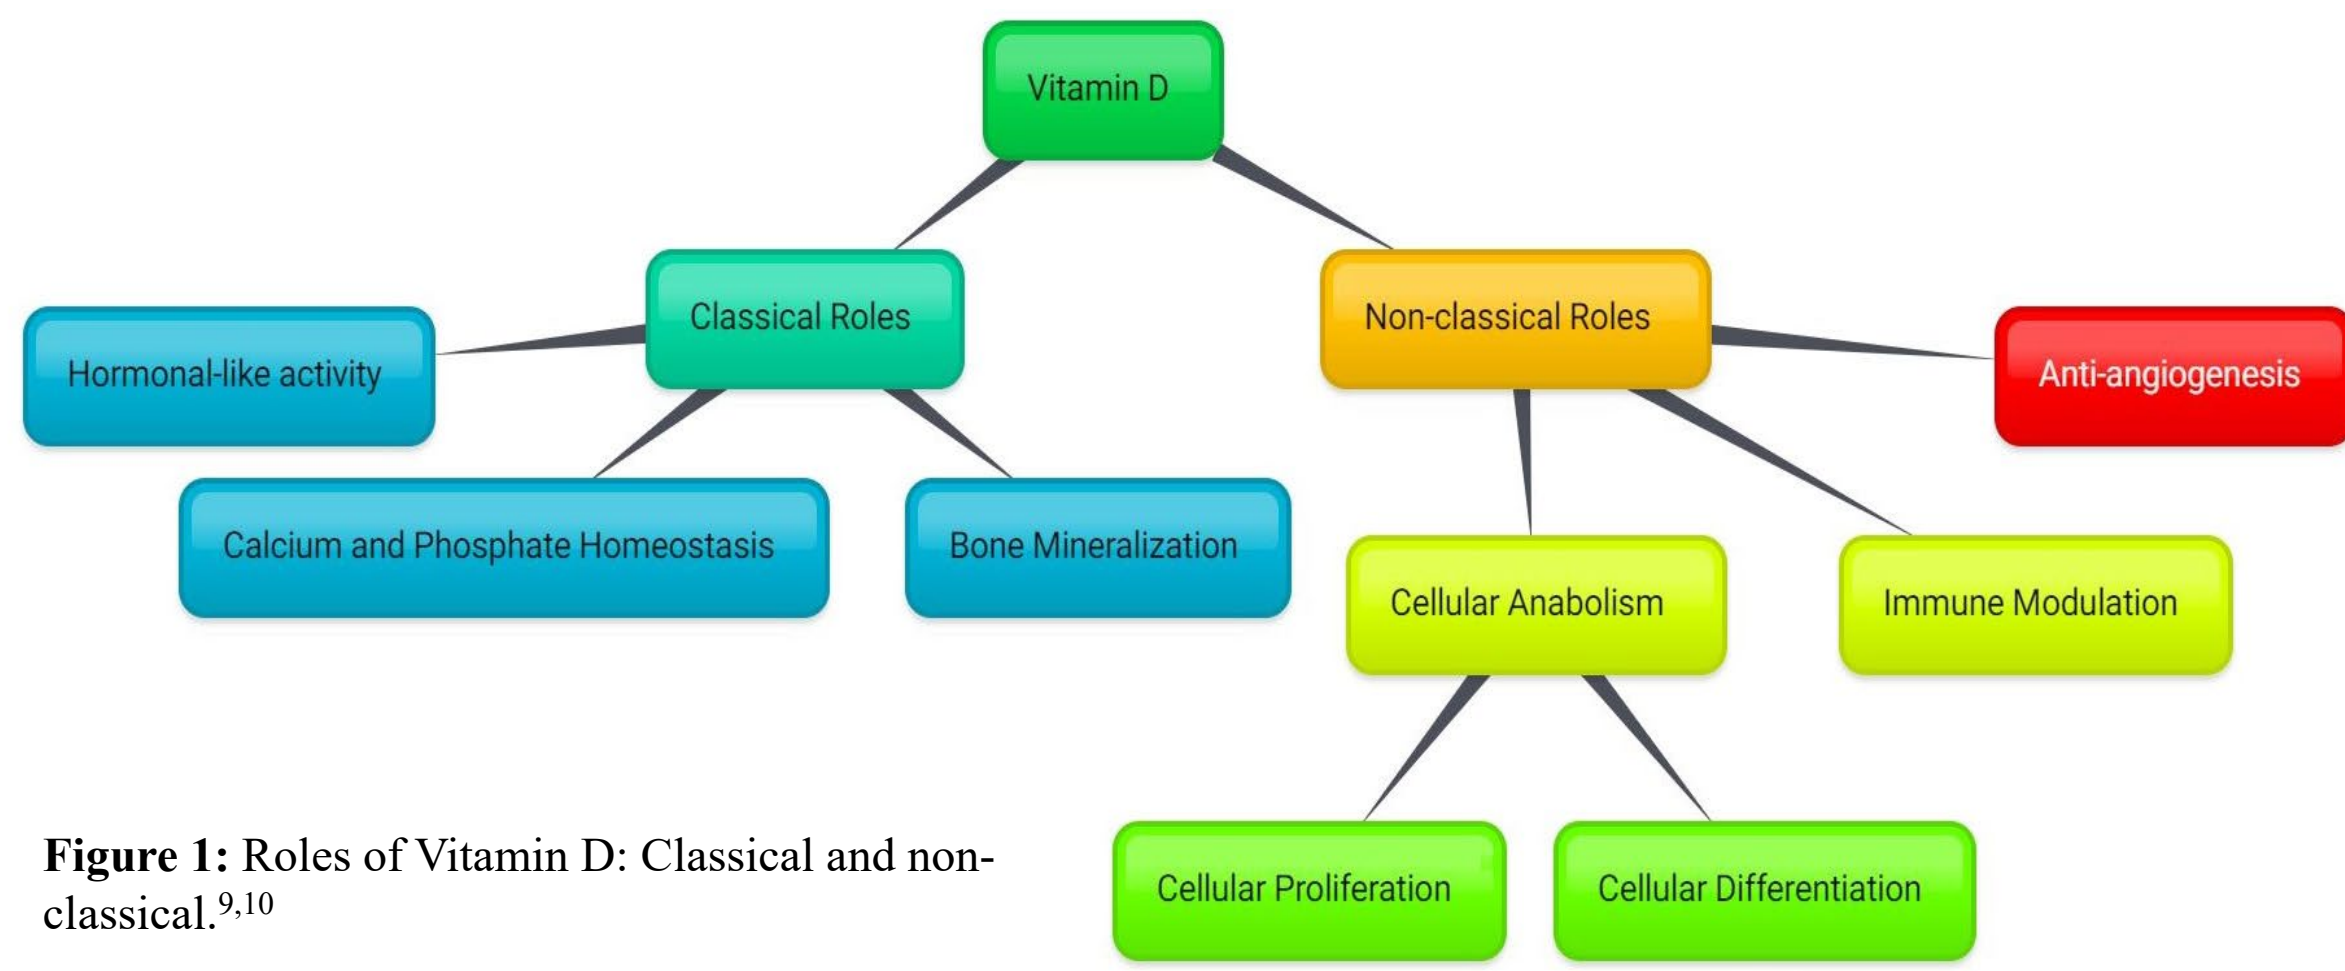 Vitamin D
Classical Roles
Non-classical Roles
Hormonal-like activity
Anti-angiogenesis
Calcium and Phosphate Homeostasis
Bone Mineralization
Cellular Anabolism
Immune Modulation
Cellular Proliferation
Cellular Differentiation
Figure 1: Roles of Vitamin D: Classical and non-
classical.9,10